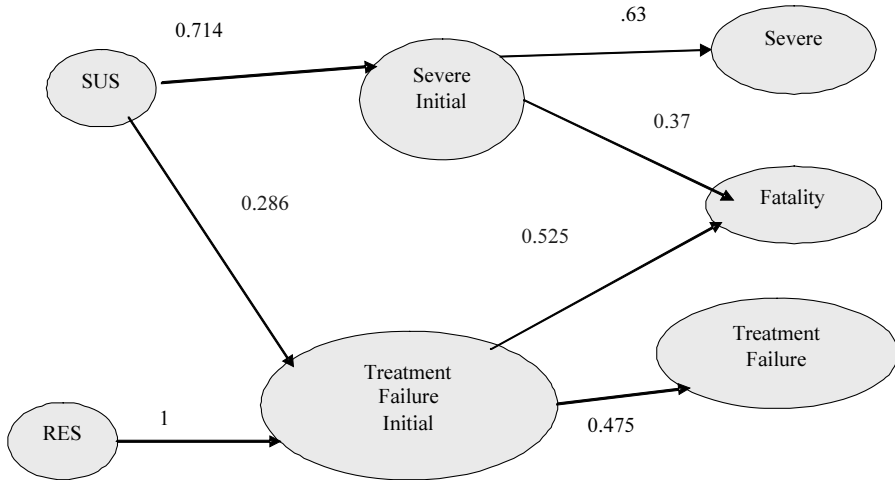 0.714
.63
Severe
SUS
Severe
Initial
0.37
0.286
Fatality
0.525
Treatment
Failure
Treatment
Failure
Initial
1
RES
0.475